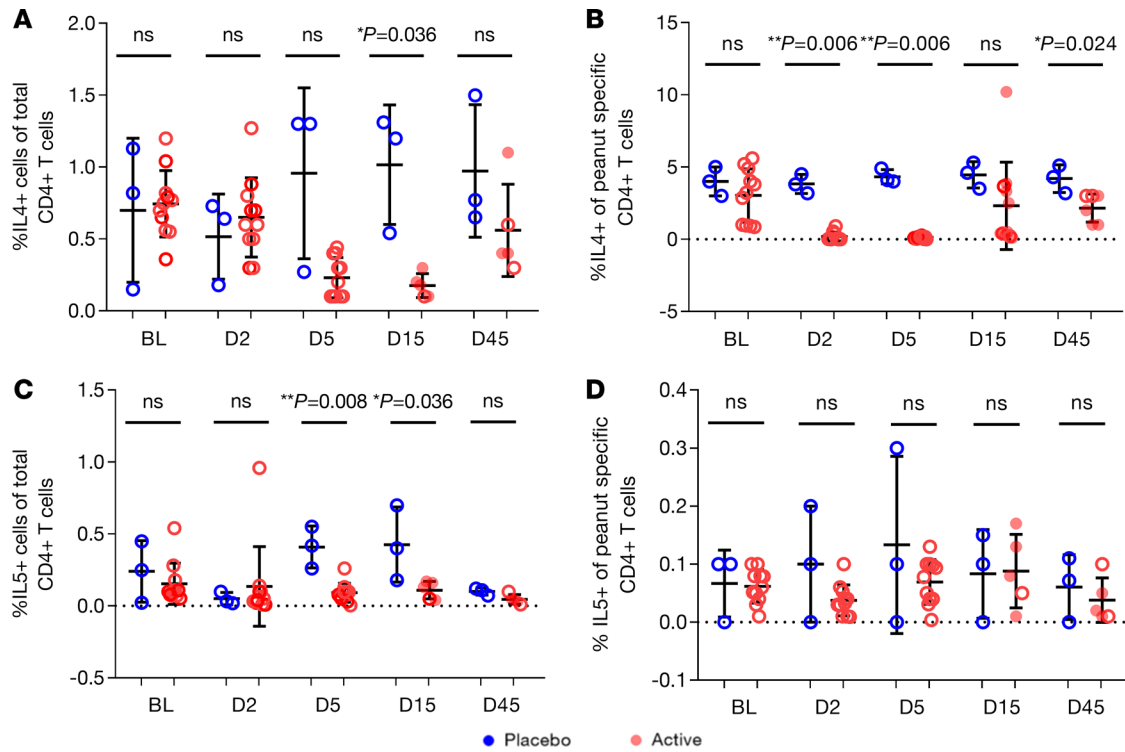 A
%IL4+ cells of total
CD4+ T cells
2.0
1.5
1.0
0.5
0.0
ns
ns
ns
*P=0.036
ns
BL
D2
D5
D15
D45
B
%IL4+ of peanut specific
CD4+ T cells
15
10
5
0
-5
ns
**P=0.006
**P=0.006
ns
*P=0.024
BL
D2
D5
D15
D45
C
%IL5+ cells of total
CD4+ T cells
1.5
1.0
0.5
0.0
-0.5
ns
ns
**P=0.008
*P=0.036
ns
BL
D2
D5
D15
D45
D
% IL5+ of peanut specific
CD4+ T cells
0.4
0.3
0.2
0.1
0.0
-0.1
ns
ns
ns
ns
ns
BL
D2
D5
D15
D45
Placebo
Active